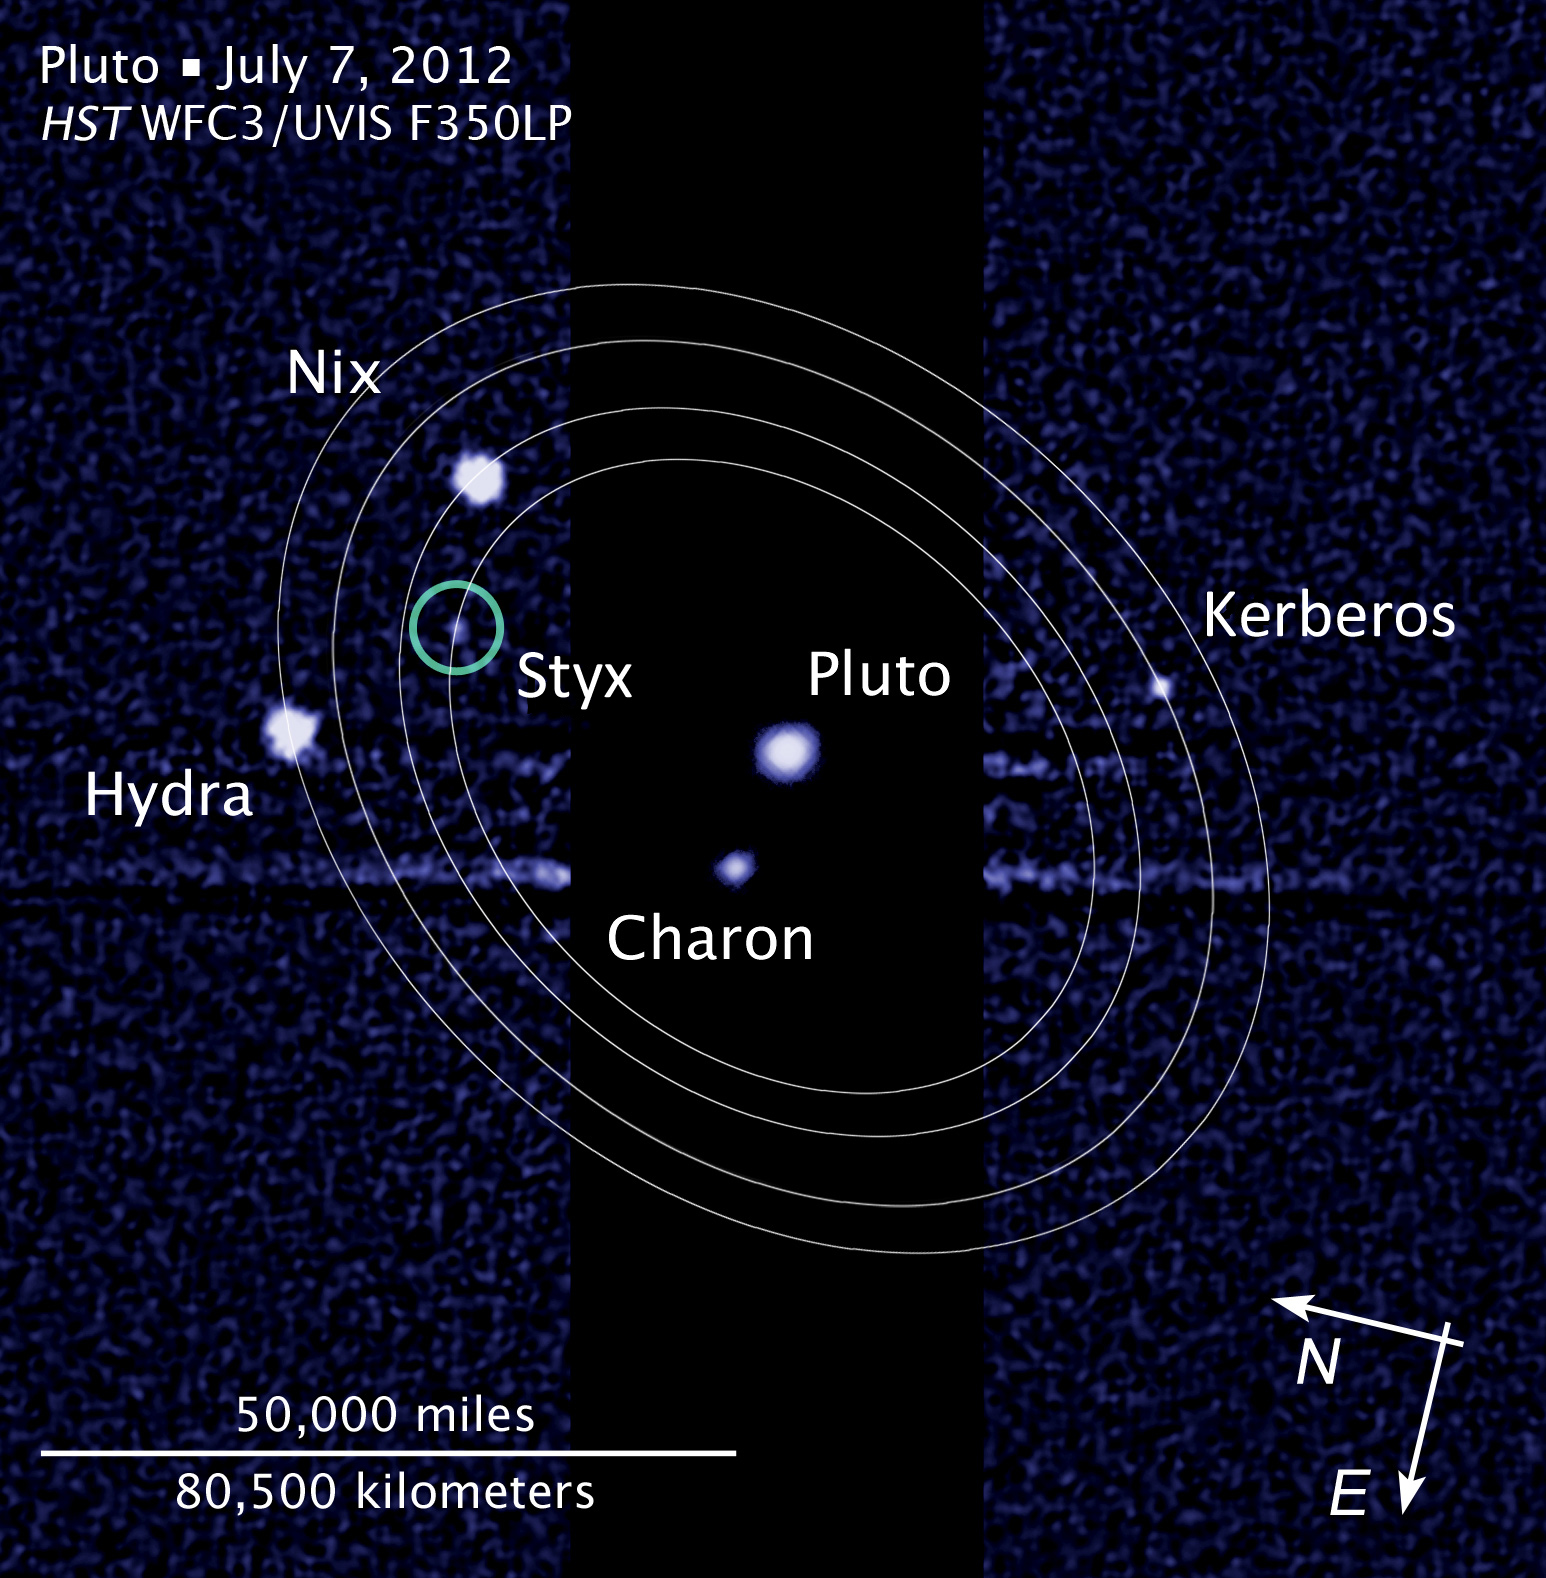 Pluto ▪ July 7, 2012
HST WFC3/UVIS F350LP
Nix
Kerberos
Styx
Pluto
Hydra
Charon
N
50,000 miles
80,500 kilometers
E